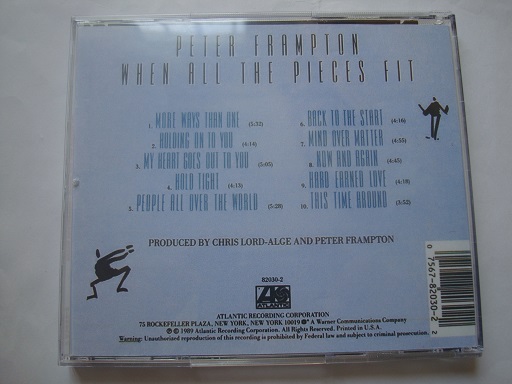 PETER FRAMPTON
WHEN ALL THE PIECES FIT
1. MORE WAYS THAN ONE (5:32)
2. HOLDING ON TO YOU (4:14)
3. MY HEART GOES OUT TO YOU (5:05)
4. HOLD TIGHT (4:15)
5. PEOPLE ALL OVER THE WORLD (5:28)
6. BACK TO THE START (4:16)
7. MIND OVER MATTER (4:55)
8. NOW AND AGAIN (4:45)
9. HARD EARNED LOVE (4:18)
10. THIS TIME AROUND (3:52)
PRODUCED BY CHRIS LORD-ALGE AND PETER FRAMPTON
82030-2
ATLANTIC
ATLANTIC RECORDING CORPORATION
75 ROCKEFELLER PLAZA, NEW YORK, NEW YORK 10019 A Warner Communications Company
℗ © 1989 Atlantic Recording Corporation. All Rights Reserved. Printed in U.S.A.
Warning: Unauthorized reproduction of this recording is prohibited by Federal law and subject to criminal prosecution.
0 7567-82030-2 2